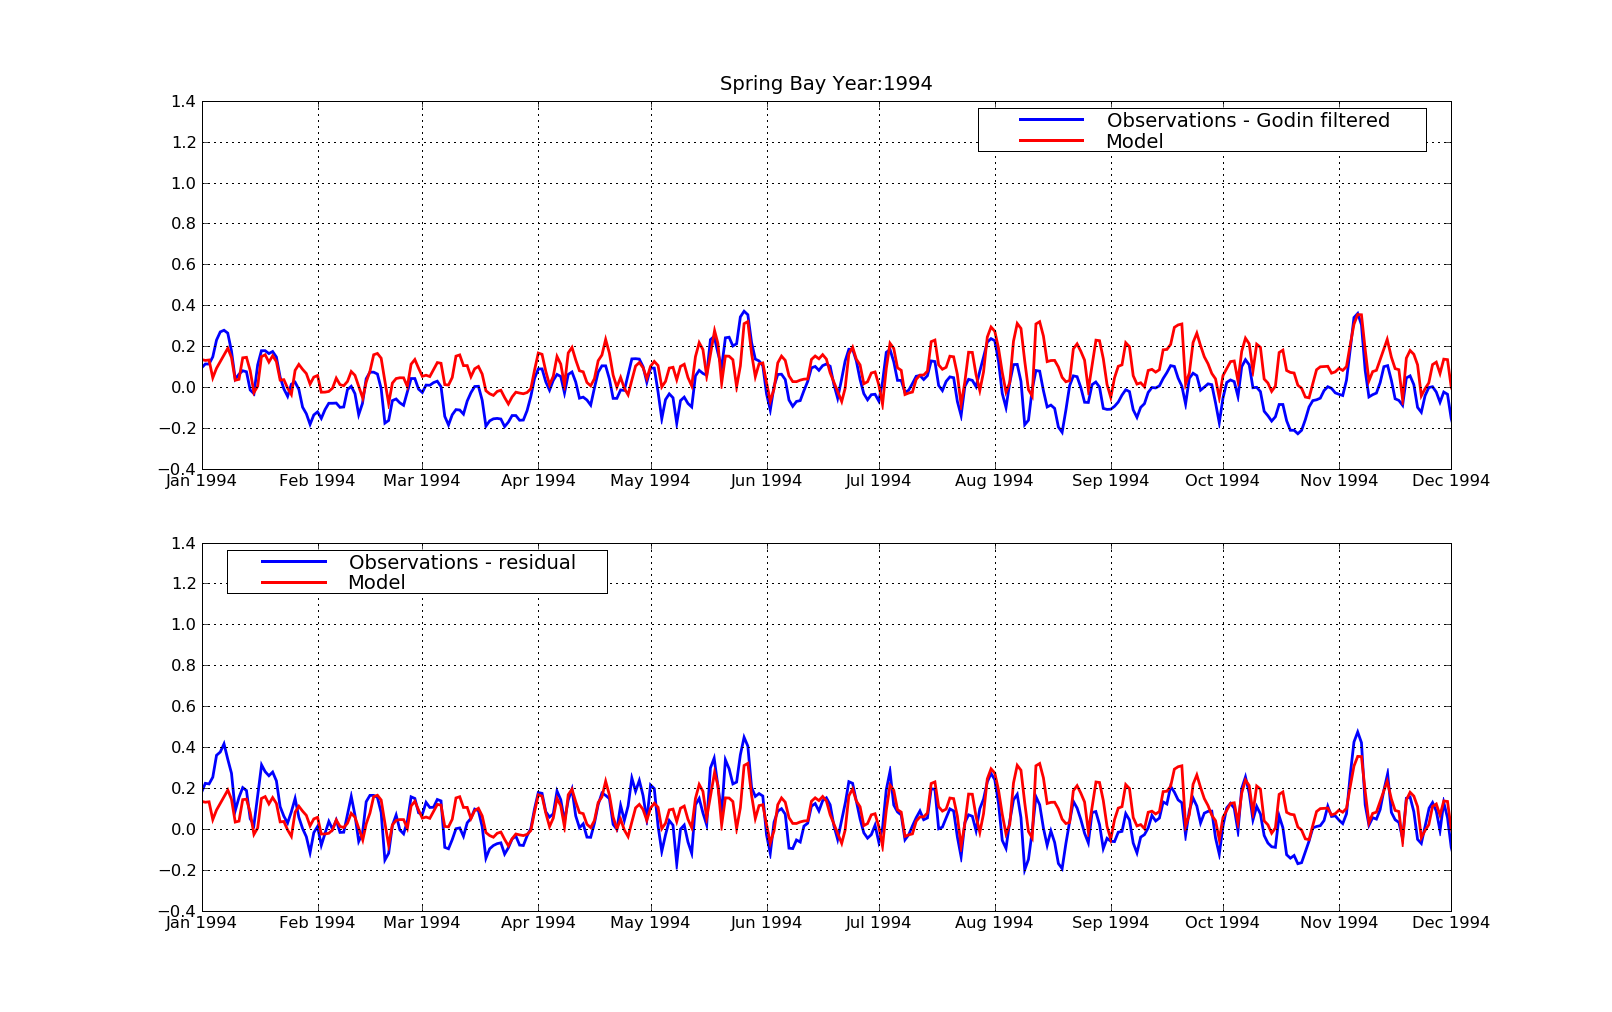 Spring Bay Year:1994
1.4
1.2
1.0
0.8
0.6
0.4
0.2
0.0
−0.2
−0.4
Observations - Godin filtered
Model
Jan 1994 Feb 1994 Mar 1994 Apr 1994 May 1994 Jun 1994 Jul 1994 Aug 1994 Sep 1994 Oct 1994 Nov 1994 Dec 1994
1.4
1.2
1.0
0.8
0.6
0.4
0.2
0.0
−0.2
−0.4
Observations - residual
Model
Jan 1994 Feb 1994 Mar 1994 Apr 1994 May 1994 Jun 1994 Jul 1994 Aug 1994 Sep 1994 Oct 1994 Nov 1994 Dec 1994